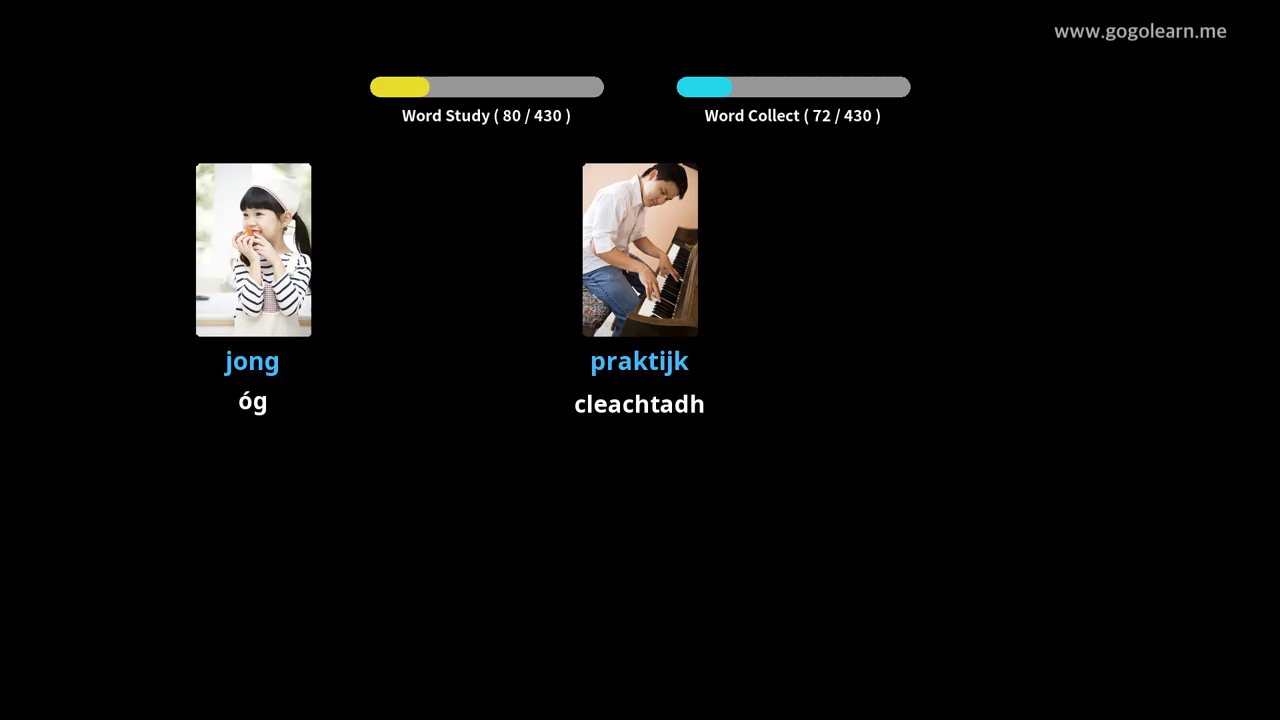 www.gogolearn.me
Word Study ( 80 / 430 )
Word Collect ( 72 / 430 )
jong
praktijk
óg
cleachtadh